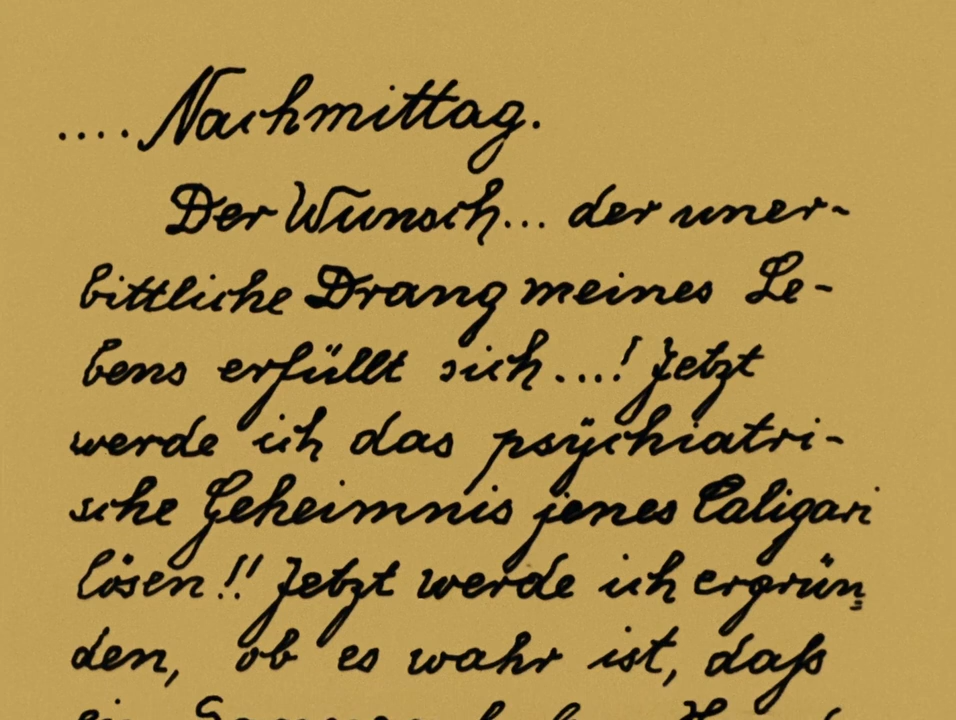 .... Nachmittag.
Der Wunsch... der uner-
bittliche Drang meines Le-
bens erfüllt sich....! Jetzt
werde ich das psÿchiatri-
sche Geheimnis jenes Caligari
lösen!! Jetzt werde ich ergrün=
den, ob es wahr ist, daß